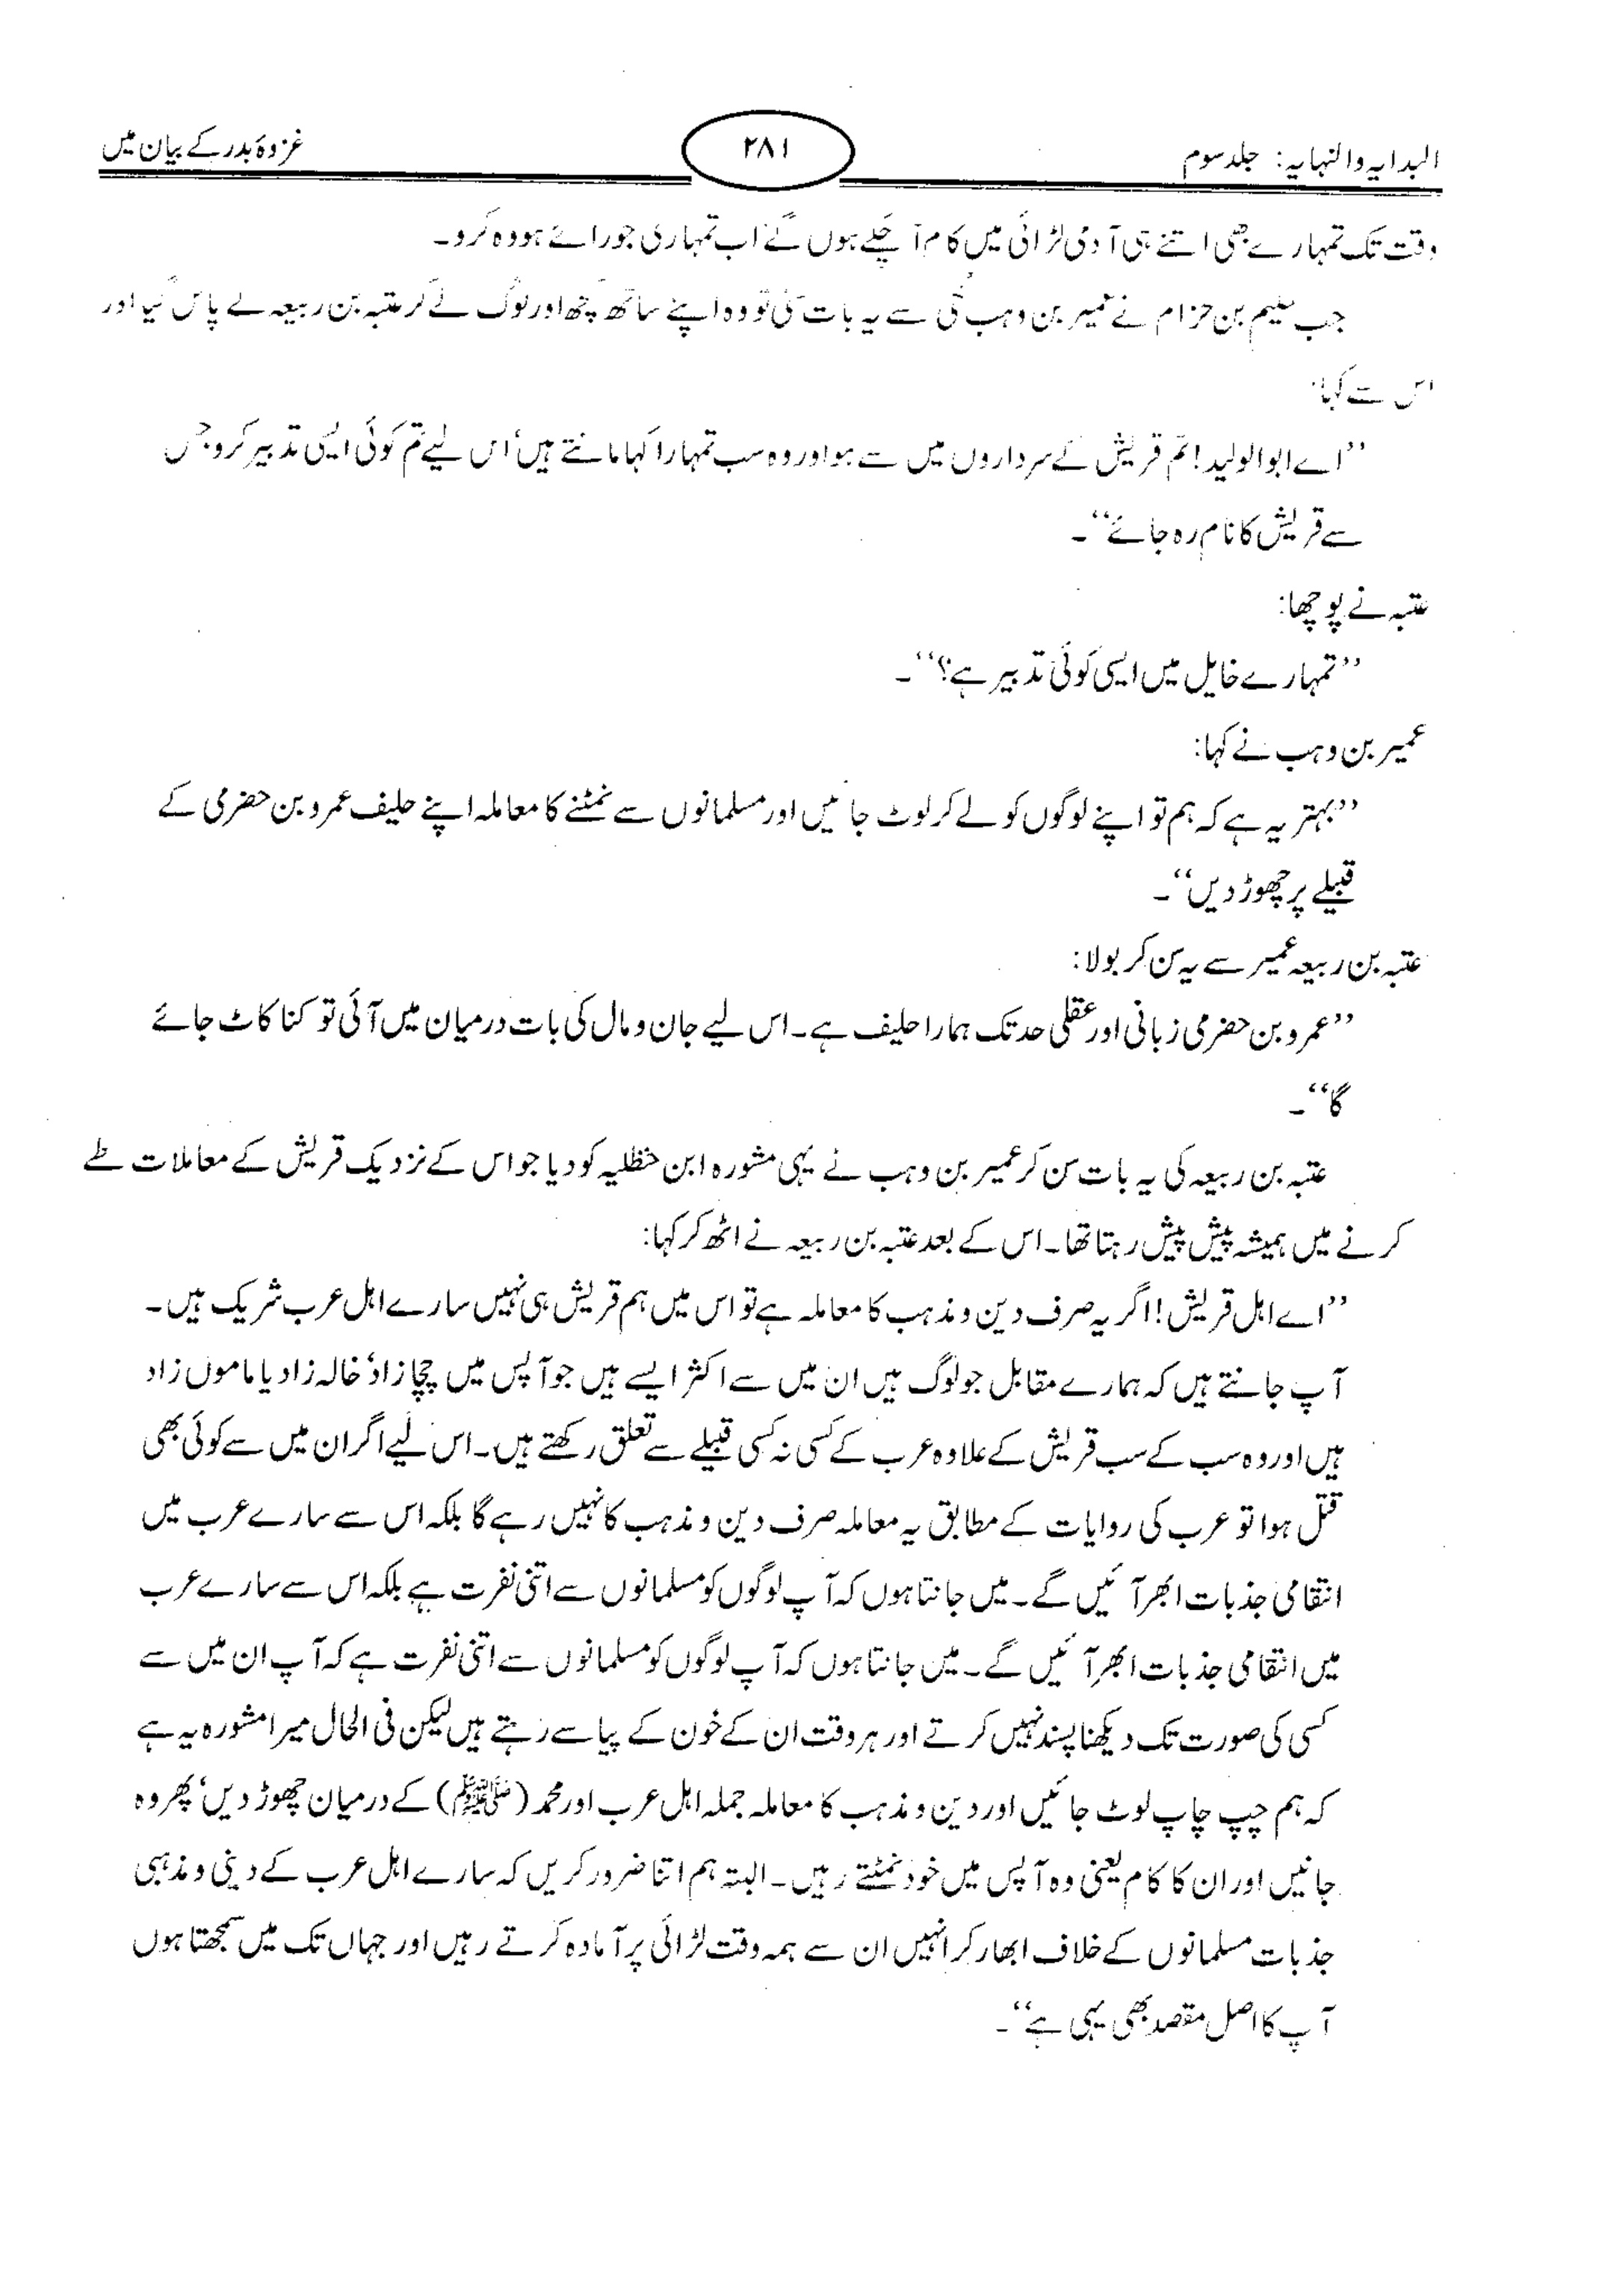 البدایہ والنہایہ: جلد سوم
۲۸۱
غزوۂ بدر کے بیان میں
وقت تک تمہارے بھی اتنے ہی آدمی لڑائی میں کام آ چکے ہوں گے اب تمہاری جو رائے ہو وہ کرو۔
جب حکیم بن حزام نے عمیر بن وہب جمحی سے یہ بات سنی تو وہ اپنے ساتھ کچھ اور لوگ لے کر عتبہ بن ربیعہ کے پاس گیا اور
اس سے کہا:
’’اے ابوالولید! تم قریش کے سرداروں میں سے ہو اور وہ سب تمہارا کہا مانتے ہیں‘ اس لیے تم کوئی ایسی تدبیر کرو جس
سے قریش کا نام رہ جائے‘‘۔
عتبہ نے پوچھا:
’’تمہارے خایل میں ایسی کوئی تدبیر ہے؟‘‘۔
عمیر بن وہب نے کہا:
’’بہتر یہ ہے کہ ہم تو اپنے لوگوں کو لے کر لوٹ جائیں اور مسلمانوں سے نمٹنے کا معاملہ اپنے حلیف عمرو بن حضرمی کے
قبیلے پر چھوڑ دیں‘‘۔
عتبہ بن ربیعہ عمیر سے یہ سن کر بولا:
’’عمرو بن حضرمی زبانی اور عقلی حد تک ہمارا حلیف ہے۔ اس لیے جان و مال کی بات درمیان میں آئی تو کنا کاٹ جائے
گا‘‘۔
عتبہ بن ربیعہ کی یہ بات سن کر عمیر بن وہب نے یہی مشورہ ابن حنظلیہ کو دیا جو اس کے نزدیک قریش کے معاملات طے
کرنے میں ہمیشہ پیش پیش رہتا تھا۔ اس کے بعد عتبہ بن ربیعہ نے اٹھ کر کہا:
’’اے اہل قریش! اگر یہ صرف دین و مذہب کا معاملہ ہے تو اس میں ہم قریش ہی نہیں سارے اہل عرب شریک ہیں۔
آپ جانتے ہیں کہ ہمارے مقابل جو لوگ ہیں ان میں سے اکثر ایسے ہیں جو آپس میں چچا زاد‘ خالہ زاد یا ماموں زاد
ہیں اور وہ سب کے سب قریش کے علاوہ عرب کے کسی نہ کسی قبیلے سے تعلق رکھتے ہیں۔ اس لیے اگر ان میں سے کوئی بھی
قتل ہوا تو عرب کی روایات کے مطابق یہ معاملہ صرف دین و مذہب کا نہیں رہے گا بلکہ اس سے سارے عرب میں
انتقامی جذبات ابھر آئیں گے۔ میں جانتا ہوں کہ آپ لوگوں کو مسلمانوں سے اتنی نفرت ہے بلکہ اس سے سارے عرب
میں انتقامی جذبات ابھر آئیں گے۔ میں جانتا ہوں کہ آپ لوگوں کو مسلمانوں سے اتنی نفرت ہے کہ آپ ان میں سے
کسی کی صورت تک دیکھنا پسند نہیں کرتے اور ہر وقت ان کے خون کے پیاسے رہتے ہیں لیکن فی الحال میرا مشورہ یہ ہے
کہ ہم چپ چاپ لوٹ جائیں اور دین و مذہب کا معاملہ جملہ اہل عرب اور محمد (ﷺ) کے درمیان چھوڑ دیں‘ پھر وہ
جانیں اور ان کا کام یعنی وہ آپس میں خود نمٹتے رہیں۔ البتہ ہم اتنا ضرور کریں کہ سارے اہل عرب کے دینی و مذہبی
جذبات مسلمانوں کے خلاف ابھار کر انہیں ان سے ہمہ وقت لڑائی پر آمادہ کرتے رہیں اور جہاں تک میں سمجھتا ہوں
آپ کا اصل مقصد بھی یہی ہے‘‘۔